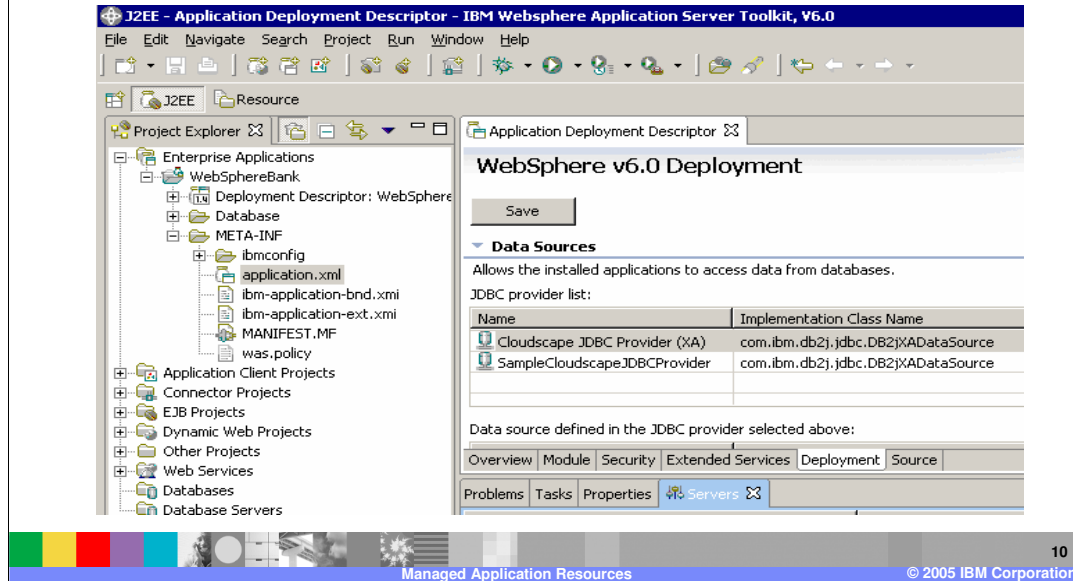 J2EE - Application Deployment Descriptor - IBM Websphere Application Server Toolkit, V6.0
File Edit Navigate Search Project Run Window Help
J2EE Resource
Project Explorer
Enterprise Applications
WebSphereBank
Deployment Descriptor: WebSphere
Database
META-INF
ibmconfig
application.xml
ibm-application-bnd.xmi
ibm-application-ext.xmi
MANIFEST.MF
was.policy
Application Client Projects
Connector Projects
EJB Projects
Dynamic Web Projects
Other Projects
Web Services
Databases
Database Servers
Application Deployment Descriptor
WebSphere v6.0 Deployment
Save
Data Sources
Allows the installed applications to access data from databases.
JDBC provider list:
Name Implementation Class Name
Cloudscape JDBC Provider (XA) com.ibm.db2j.jdbc.DB2jXADataSource
SampleCloudscapeJDBCProvider com.ibm.db2j.jdbc.DB2jXADataSource
Data source defined in the JDBC provider selected above:
Overview Module Security Extended Services Deployment Source
Problems Tasks Properties Servers
10
Managed Application Resources © 2005 IBM Corporation